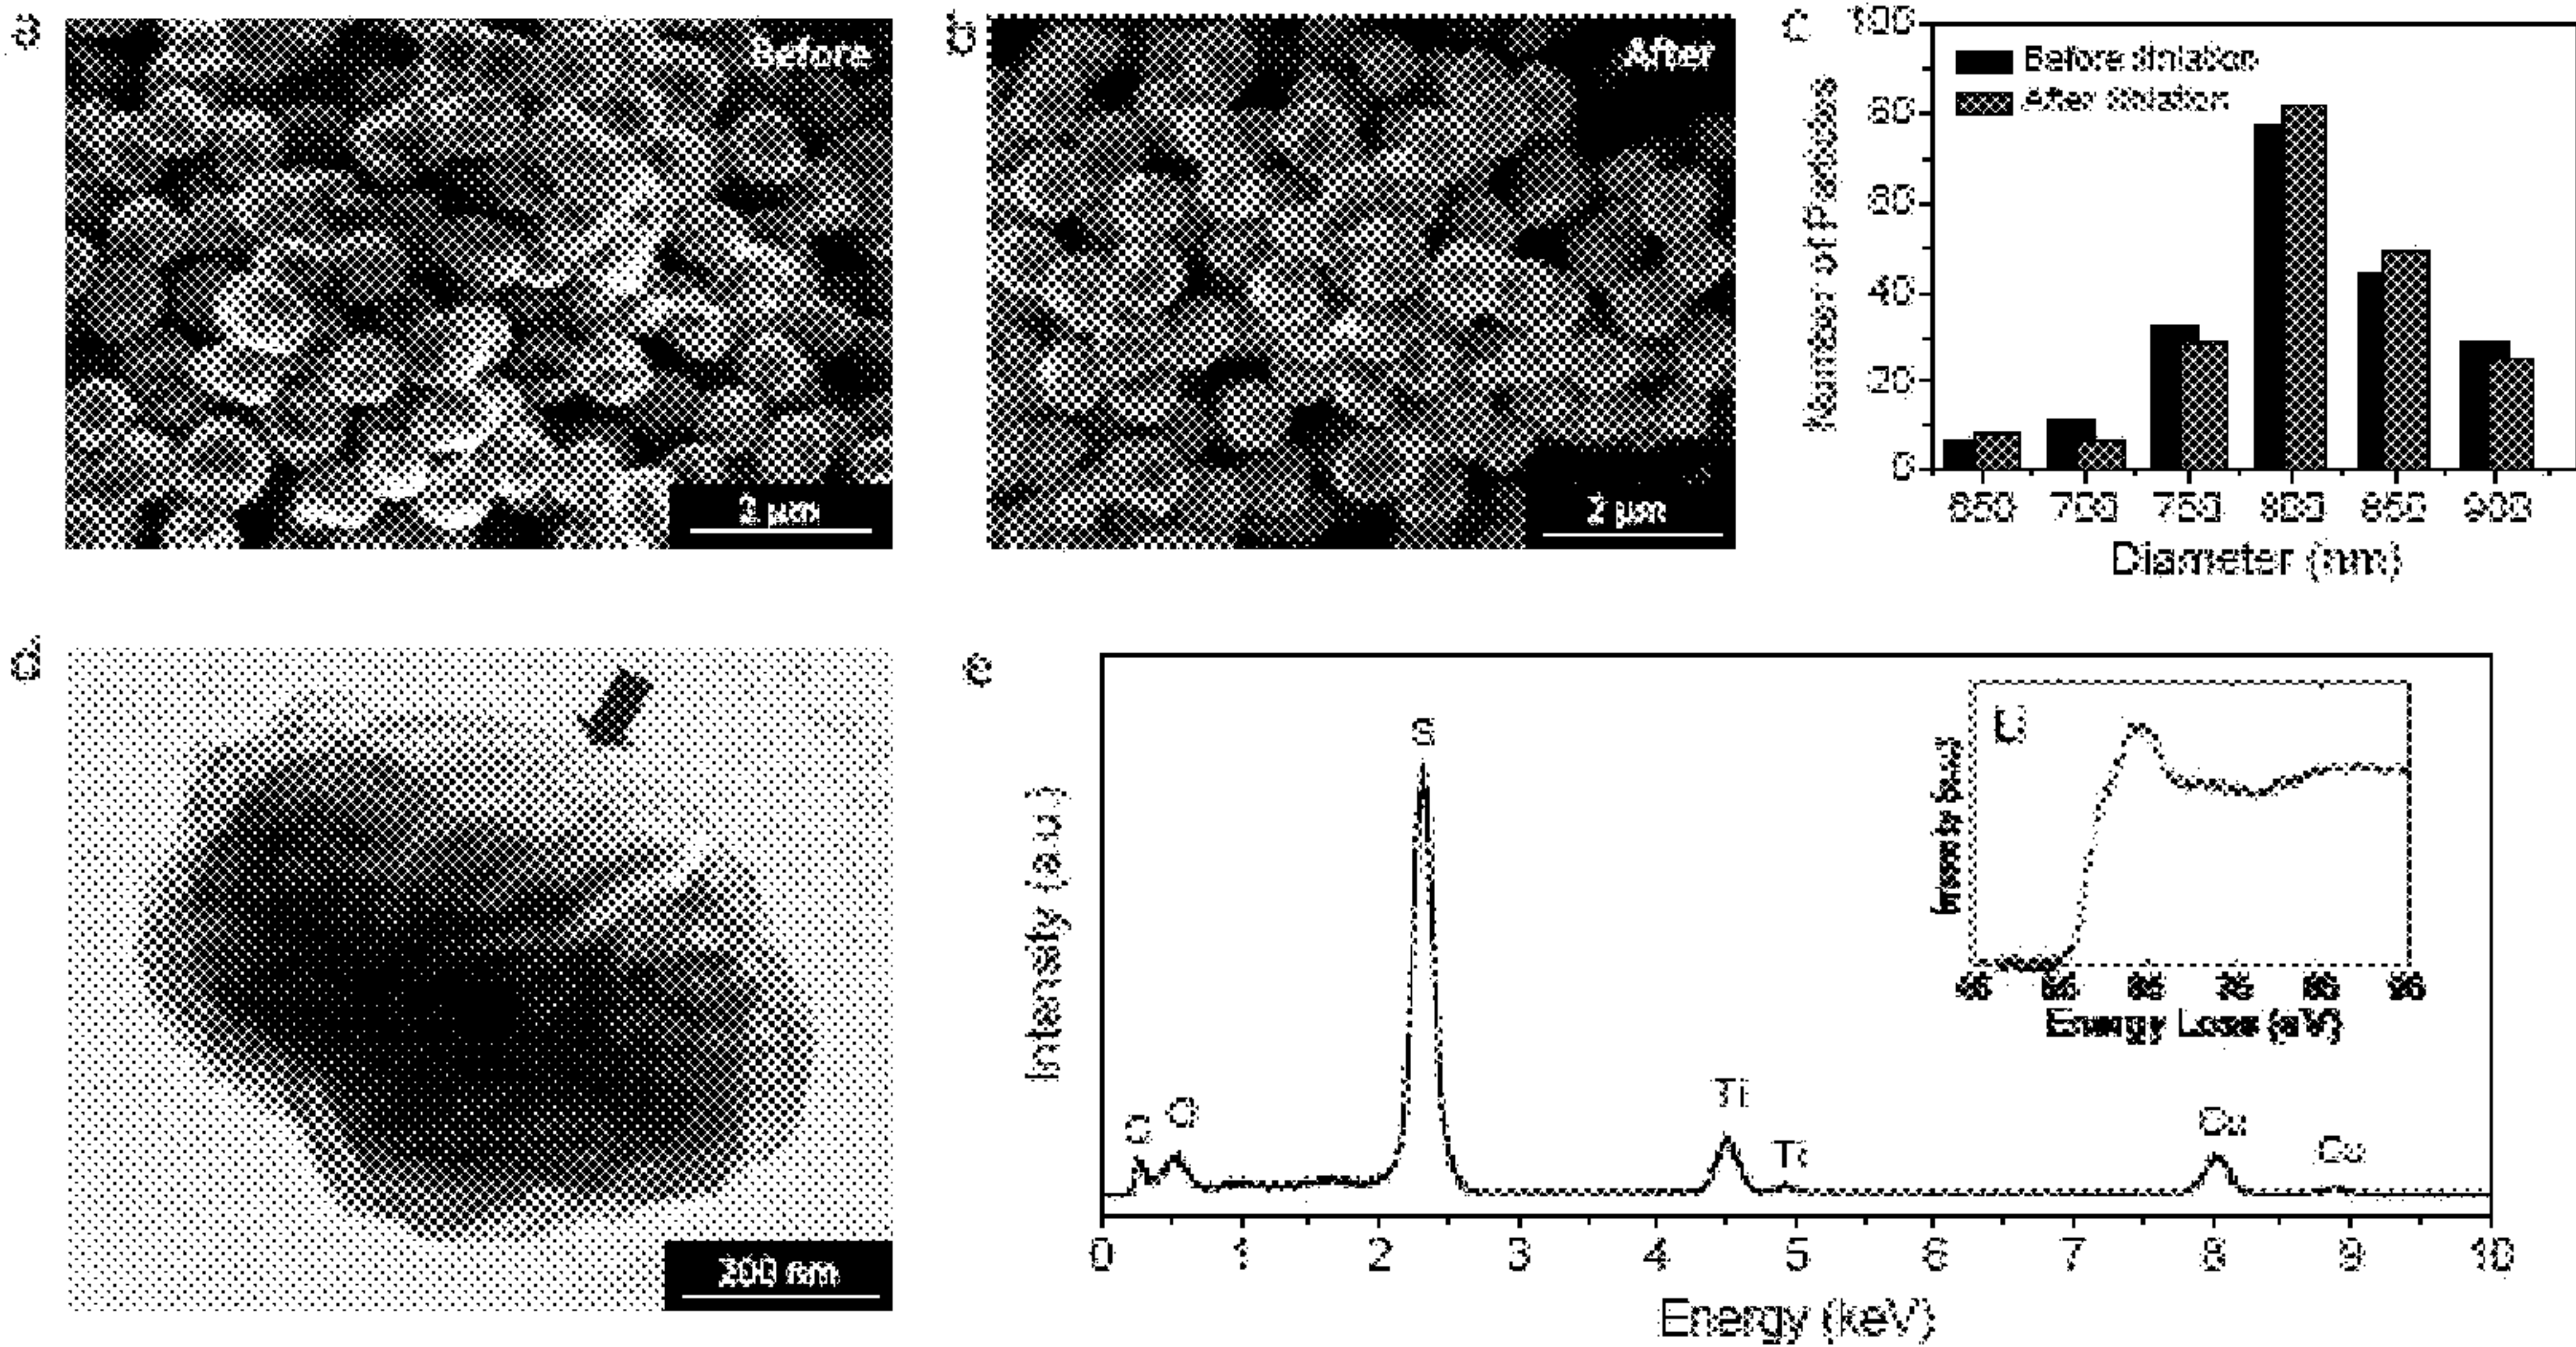 a
Before
2 µm
b
After
2 µm
c
100
80
60
40
20
0
Number of Particles
Before lithiation
After lithiation
650 700 750 800 850 900
Diameter (nm)
d
200 nm
e
Intensity (a.u.)
C
O
S
Ti
Ti
Cu
Cu
0 1 2 3 4 5 6 7 8 9 10
Energy (keV)
Li
Intensity (a.u.)
Energy Loss (eV)